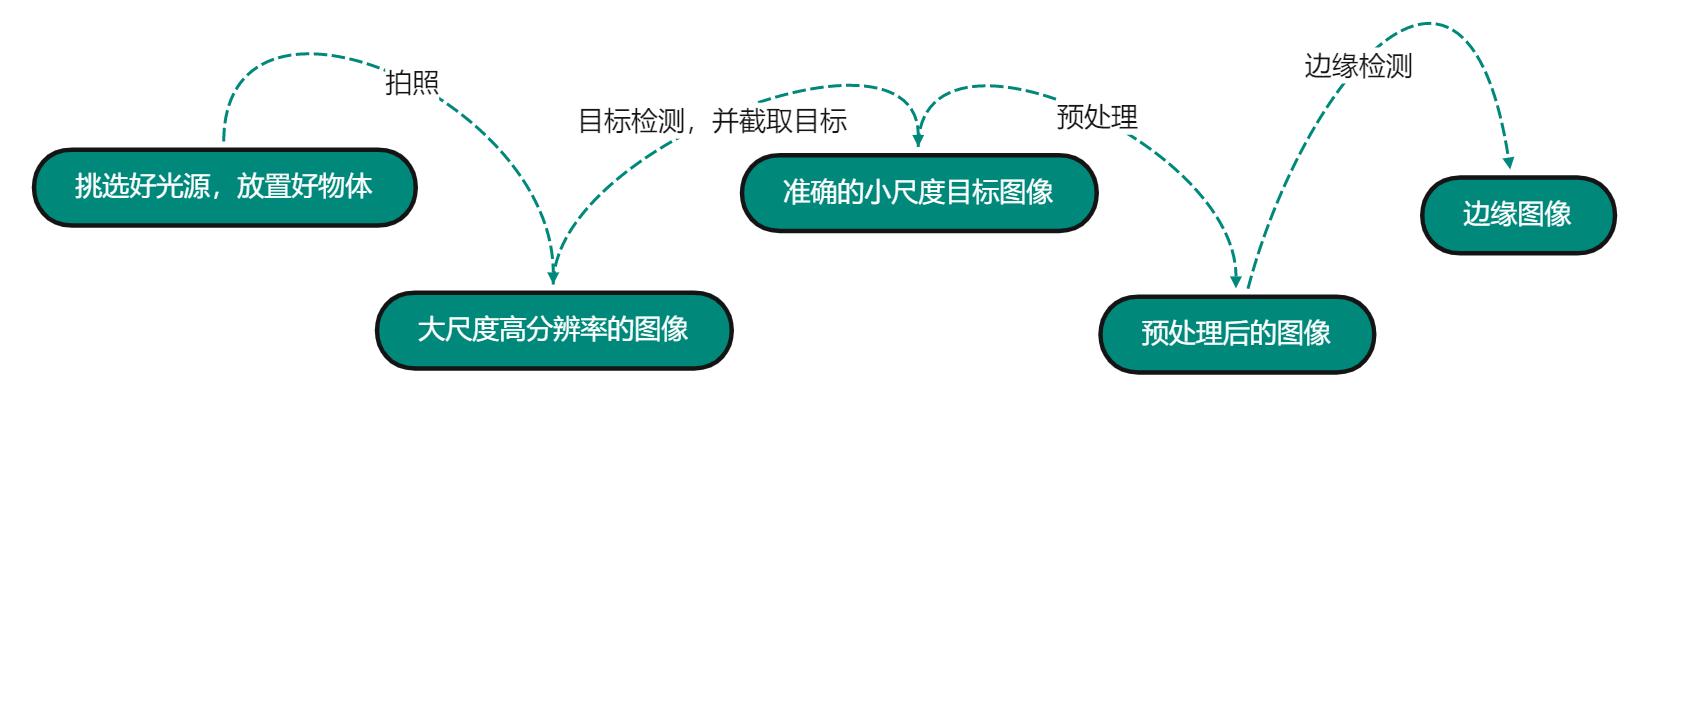 挑选好光源，放置好物体
拍照
大尺度高分辨率的图像
目标检测，并截取目标
准确的小尺度目标图像
预处理
预处理后的图像
边缘检测
边缘图像